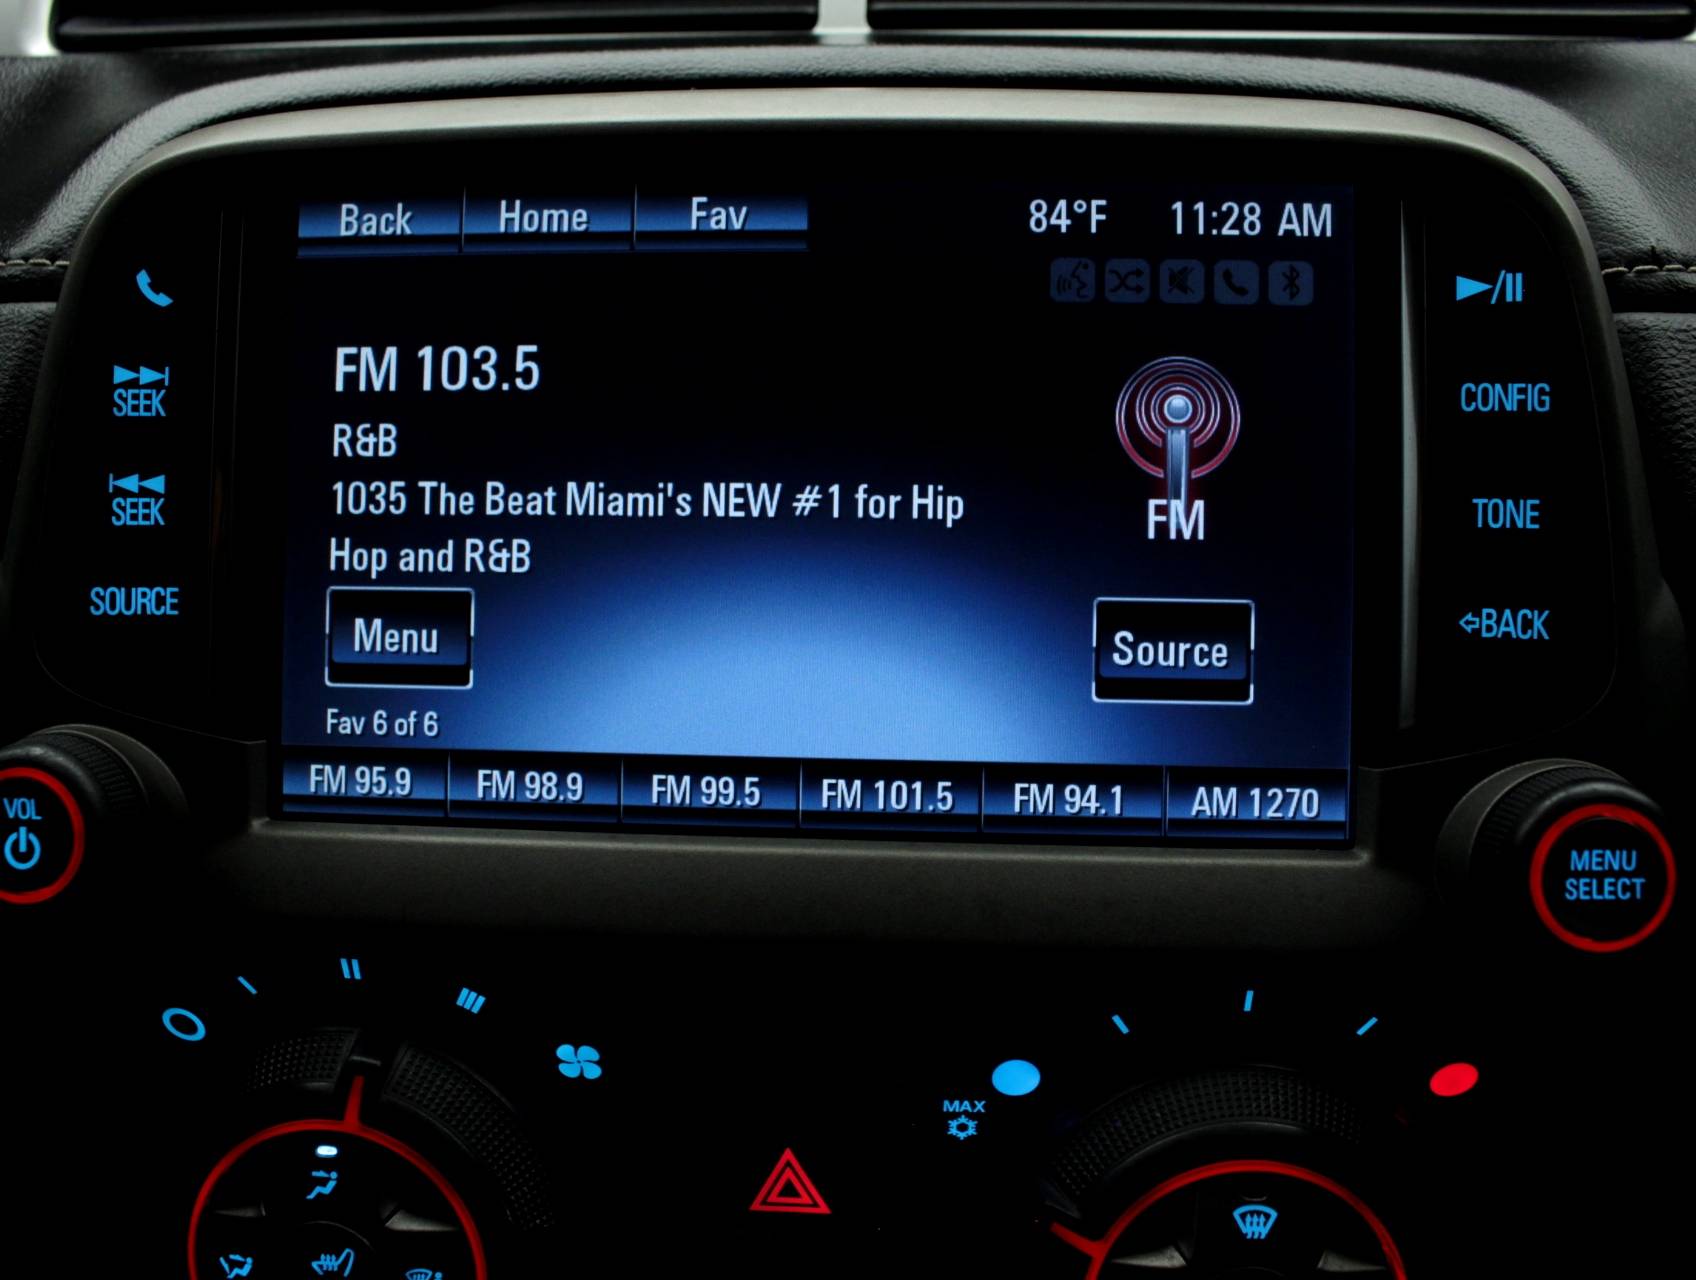 Back Home Fav 84°F 11:28 AM
FM 103.5
R&B
1035 The Beat Miami's NEW #1 for Hip
Hop and R&B
FM
Menu
Source
Fav 6 of 6
FM 95.9 FM 98.9 FM 99.5 FM 101.5 FM 94.1 AM 1270
SEEK
SEEK
SOURCE
CONFIG
TONE
BACK
VOL
MENU
SELECT
MAX